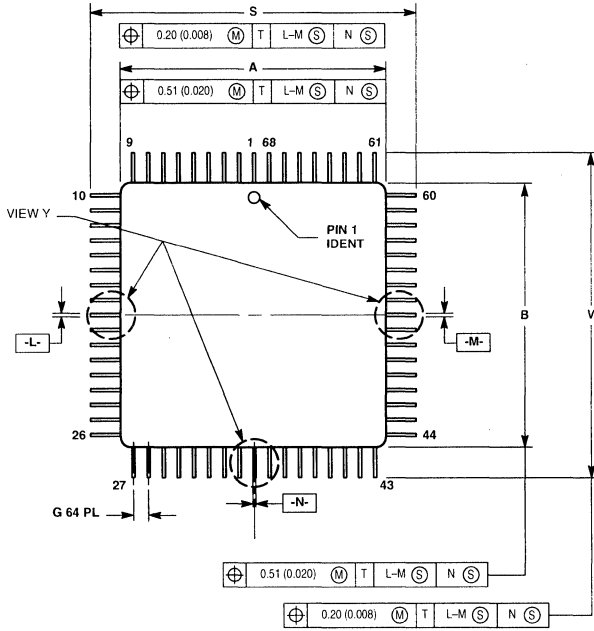 S
⌖ 0.20 (0.008) Ⓜ T L–M Ⓢ N Ⓢ
A
⌖ 0.51 (0.020) Ⓜ T L–M Ⓢ N Ⓢ
9 1 68 61
10 60
VIEW Y
PIN 1
IDENT
B V
-L- -M-
26 44
27 43
G 64 PL
-N-
⌖ 0.51 (0.020) Ⓜ T L–M Ⓢ N Ⓢ
⌖ 0.20 (0.008) Ⓜ T L–M Ⓢ N Ⓢ